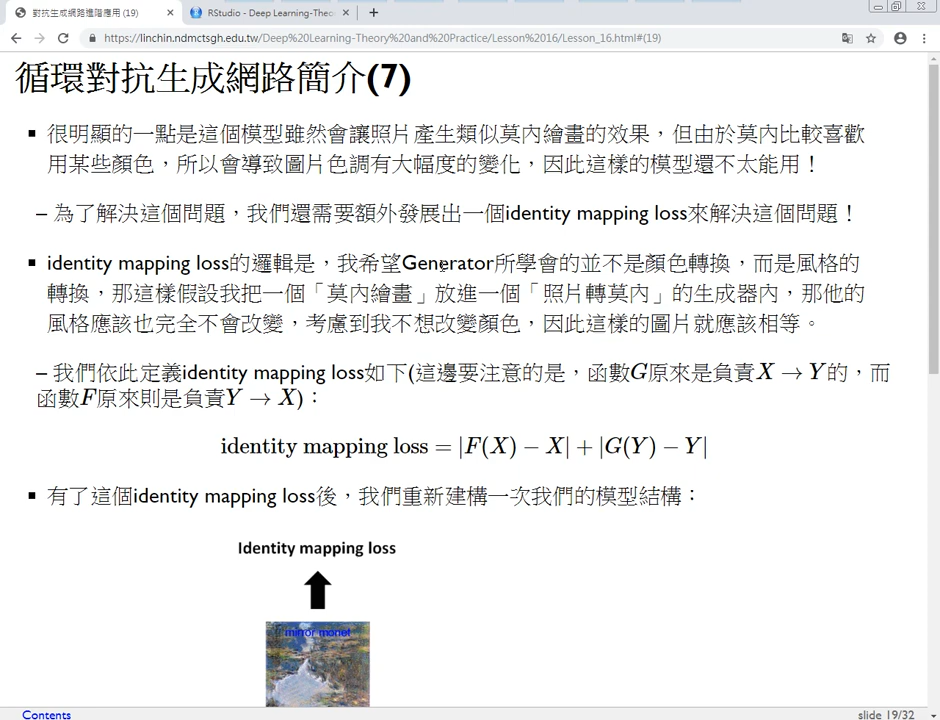 對抗生成網路進階應用 (19)
RStudio - Deep Learning-Theo
https://linchin.ndmctsgh.edu.tw/Deep%20Learning-Theory%20and%20Practice/Lesson%2016/Lesson_16.html#(19)
循環對抗生成網路簡介(7)
很明顯的一點是這個模型雖然會讓照片產生類似莫內繪畫的效果，但由於莫內比較喜歡
用某些顏色，所以會導致圖片色調有大幅度的變化，因此這樣的模型還不太能用！
– 為了解決這個問題，我們還需要額外發展出一個identity mapping loss來解決這個問題！
identity mapping loss的邏輯是，我希望Generator所學會的並不是顏色轉換，而是風格的
轉換，那這樣假設我把一個「莫內繪畫」放進一個「照片轉莫內」的生成器內，那他的
風格應該也完全不會改變，考慮到我不想改變顏色，因此這樣的圖片就應該相等。
– 我們依此定義identity mapping loss如下(這邊要注意的是，函數G原來是負責X → Y的，而
函數F原來則是負責Y → X)：
identity mapping loss = |F(X) − X| + |G(Y) − Y|
有了這個identity mapping loss後，我們重新建構一次我們的模型結構：
Identity mapping loss
mirror monet
Contents
slide 19/32